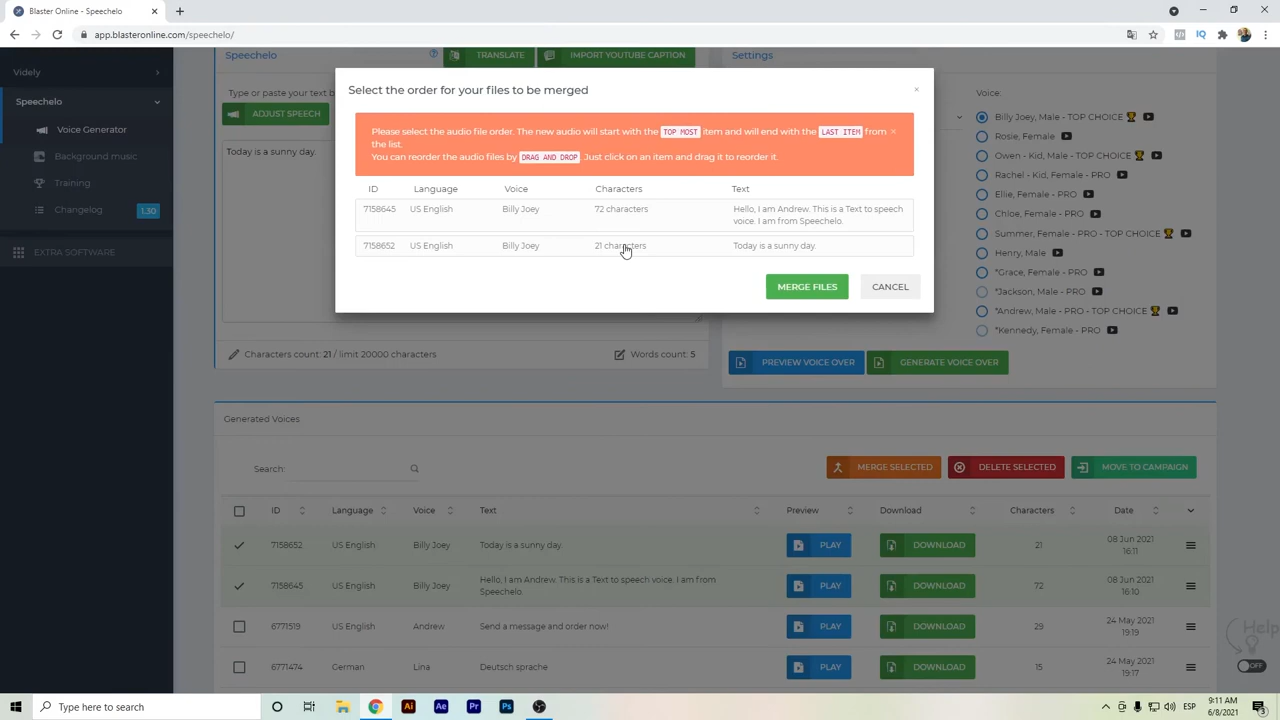 Blaster Online - Speechelo
app.blasteronline.com/speechelo/
Videly
Speechelo
Voice Generator
Background music
Training
Changelog
1.30
EXTRA SOFTWARE
Speechelo
TRANSLATE
IMPORT YOUTUBE CAPTION
Type or paste your text b
ADJUST SPEECH
Today is a sunny day.
Characters count: 21 / limit 20000 characters
Words count: 5
Select the order for your files to be merged
×
Please select the audio file order. The new audio will start with the TOP MOST item and will end with the LAST ITEM from
the list.
You can reorder the audio files by DRAG AND DROP. Just click on an item and drag it to reorder it.
ID Language Voice Characters Text
7158645 US English Billy Joey 72 characters Hello, I am Andrew. This is a Text to speech
voice. I am from Speechelo.
7158652 US English Billy Joey 21 characters Today is a sunny day.
MERGE FILES
CANCEL
Settings
Voice:
Billy Joey, Male - TOP CHOICE
Rosie, Female
Owen - Kid, Male - TOP CHOICE
Rachel - Kid, Female - PRO
Ellie, Female - PRO
Chloe, Female - PRO
Summer, Female - PRO - TOP CHOICE
Henry, Male
*Grace, Female - PRO
*Jackson, Male - PRO
*Andrew, Male - PRO - TOP CHOICE
*Kennedy, Female - PRO
PREVIEW VOICE OVER
GENERATE VOICE OVER
Generated Voices
Search:
MERGE SELECTED
DELETE SELECTED
MOVE TO CAMPAIGN
ID Language Voice Text Preview Download Characters Date
7158652 US English Billy Joey Today is a sunny day. PLAY DOWNLOAD 21 08 Jun 2021
16:11
7158645 US English Billy Joey Hello, I am Andrew. This is a Text to speech voice. I am from
Speechelo. PLAY DOWNLOAD 72 08 Jun 2021
16:10
6771519 US English Andrew Send a message and order now! PLAY DOWNLOAD 29 24 May 2021
19:19
6771474 German Lina Deutsch sprache PLAY DOWNLOAD 15 24 May 2021
19:17
Help
OFF
Type here to search
Ai
Ae
Pr
Ps
ESP
9:11 AM
6/8/2021
3